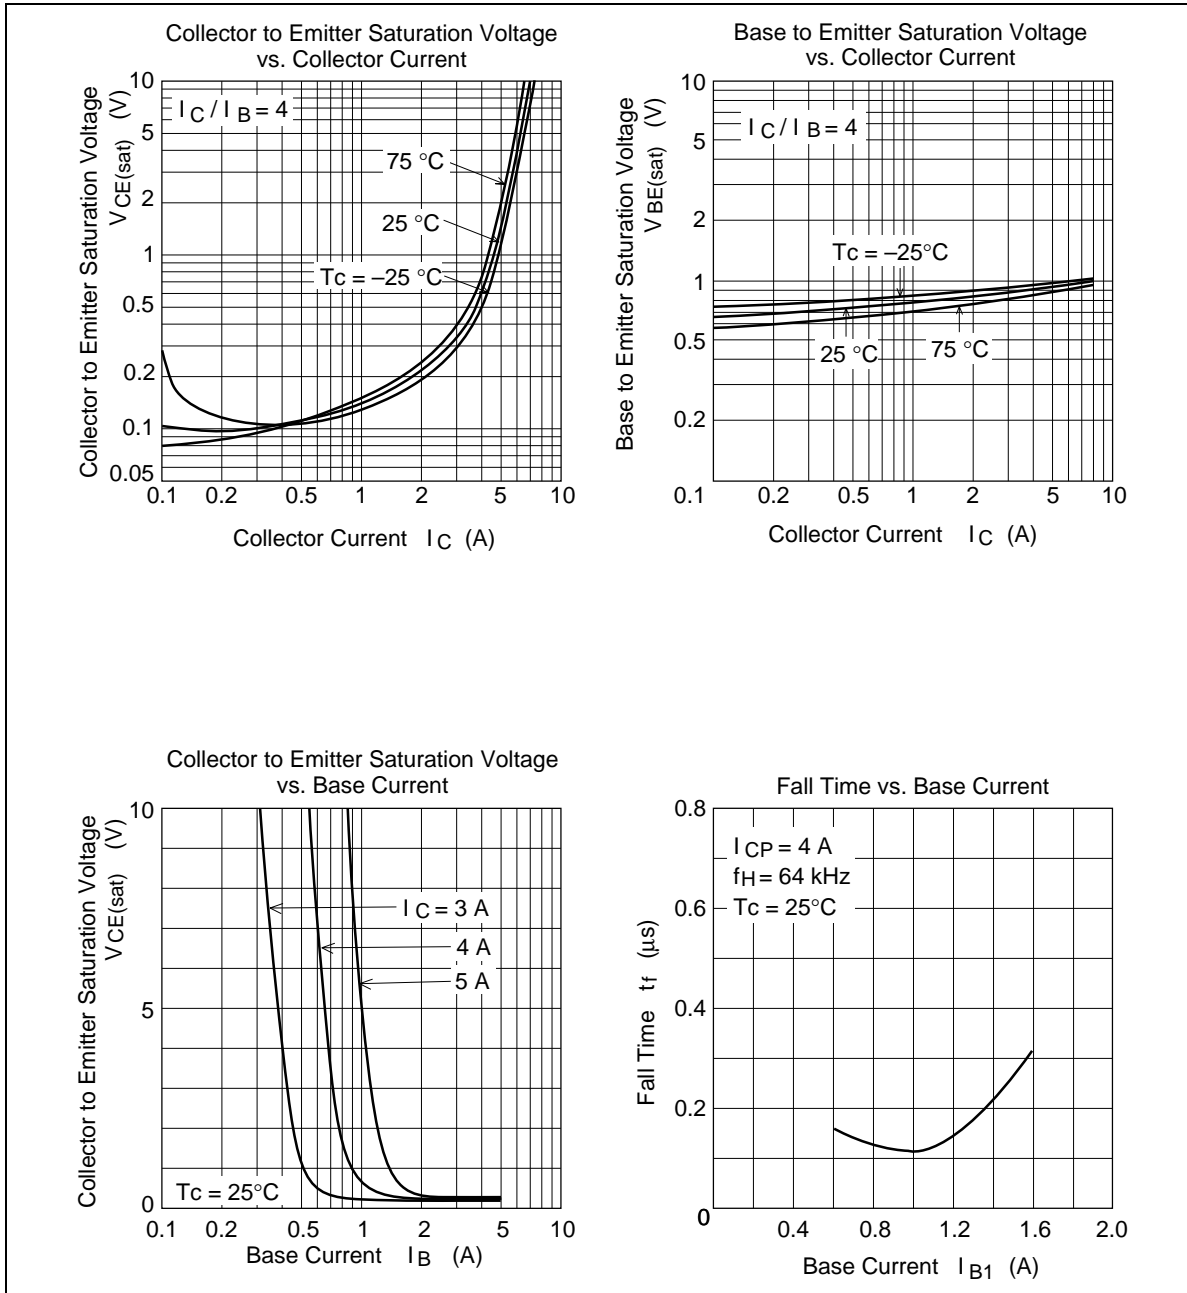 Collector to Emitter Saturation Voltage
vs. Collector Current
Collector to Emitter Saturation Voltage
V CE(sat) (V)
10
5
2
1
0.5
0.2
0.1
0.05
I C / I B = 4
75 °C
25 °C
Tc = –25 °C
0.1 0.2 0.5 1 2 5 10
Collector Current I C (A)
Base to Emitter Saturation Voltage
vs. Collector Current
Base to Emitter Saturation Voltage
V BE(sat) (V)
10
5
2
1
0.5
0.2
0.1
I C / I B = 4
Tc = –25°C
25 °C
75 °C
0.2 0.5 1 2 5 10
Collector Current I C (A)
Collector to Emitter Saturation Voltage
vs. Base Current
Collector to Emitter Saturation Voltage
V CE(sat) (V)
10
5
0
I C = 3 A
4 A
5 A
Tc = 25°C
0.1 0.2 0.5 1 2 5 10
Base Current I B (A)
Fall Time vs. Base Current
Fall Time t f (µs)
0.8
0.6
0.4
0.2
0
I CP = 4 A
f H = 64 kHz
Tc = 25°C
0.4 0.8 1.2 1.6 2.0
Base Current I B1 (A)